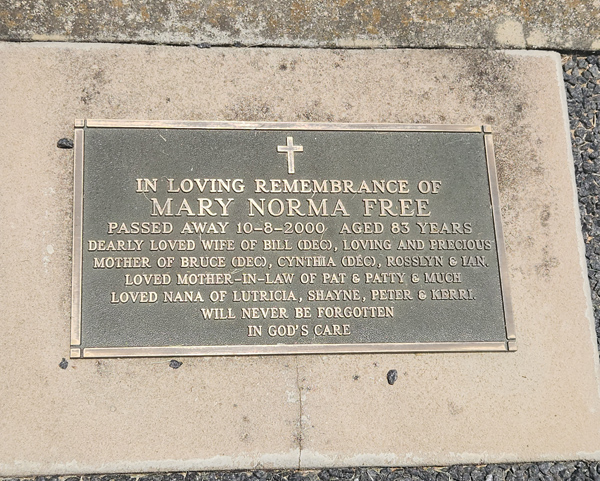 IN LOVING REMEMBRANCE OF
MARY NORMA FREE
PASSED AWAY 10-8-2000 AGED 83 YEARS
DEARLY LOVED WIFE OF BILL (DEC), LOVING AND PRECIOUS
MOTHER OF BRUCE (DEC), CYNTHIA (DEC), ROSSLYN & IAN.
LOVED MOTHER-IN-LAW OF PAT & PATTY & MUCH
LOVED NANA OF LUTRICIA, SHAYNE, PETER & KERRI.
WILL NEVER BE FORGOTTEN
IN GOD'S CARE